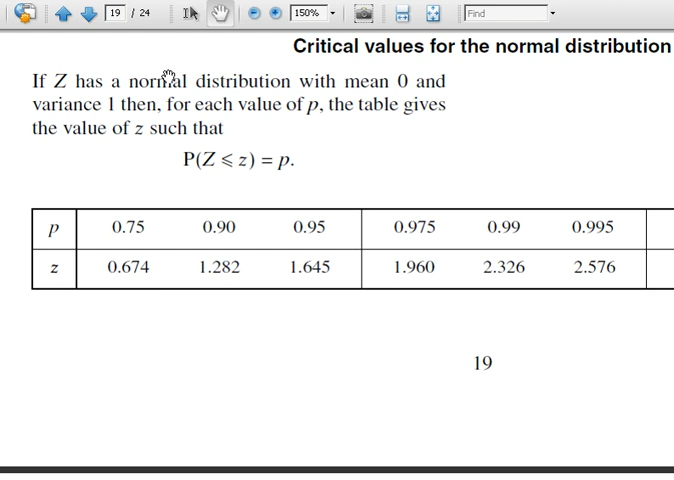 19 / 24 150% Find
Critical values for the normal distribution
If Z has a normal distribution with mean 0 and
variance 1 then, for each value of p, the table gives
the value of z such that
P(Z ⩽ z) = p.
p 0.75 0.90 0.95 0.975 0.99 0.995
z 0.674 1.282 1.645 1.960 2.326 2.576
19